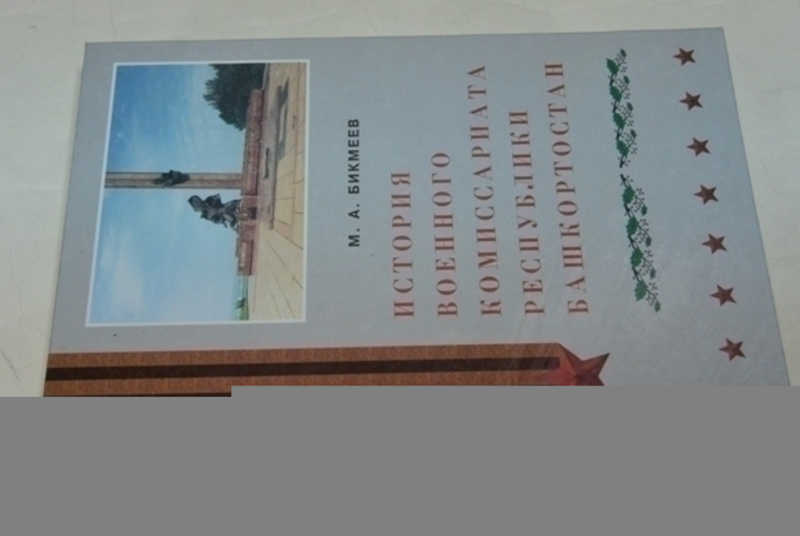 М. А. БИКМЕЕВ
ИСТОРИЯ
ВОЕННОГО
КОМИССАРИАТА
РЕСПУБЛИКИ
БАШКОРТОСТАН